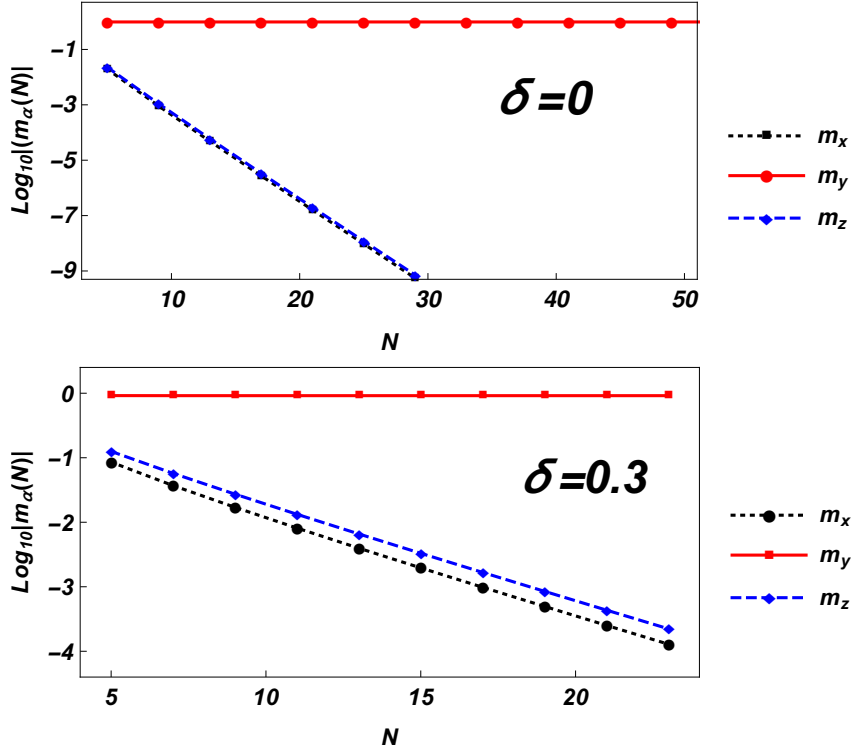 Log₁₀|(mα(N)|
−1
−3
−5
−7
−9
δ=0
10 20 30 40 50
N
mx
my
mz
Log₁₀|mα(N)|
0
−1
−2
−3
−4
δ=0.3
5 10 15 20
N
mx
my
mz